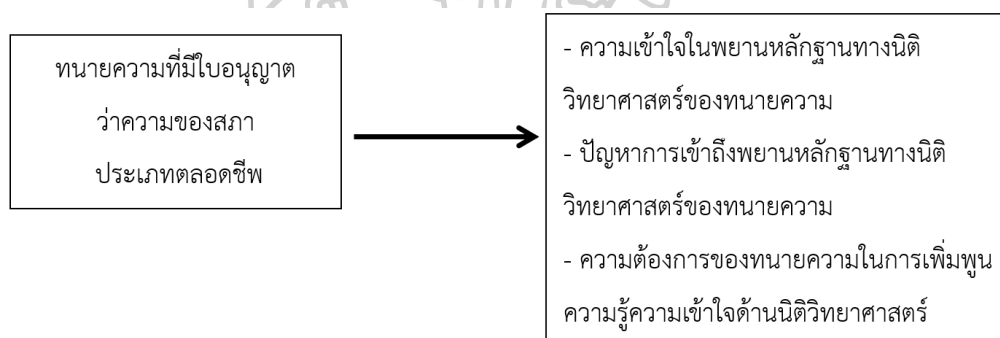 ทนายความที่มีใบอนุญาต
ว่าความของสภา
ประเภทตลอดชีพ
- ความเข้าใจในพยานหลักฐานทางนิติ
วิทยาศาสตร์ของทนายความ
- ปัญหาการเข้าถึงพยานหลักฐานทางนิติ
วิทยาศาสตร์ของทนายความ
- ความต้องการของทนายความในการเพิ่มพูน
ความรู้ความเข้าใจด้านนิติวิทยาศาสตร์